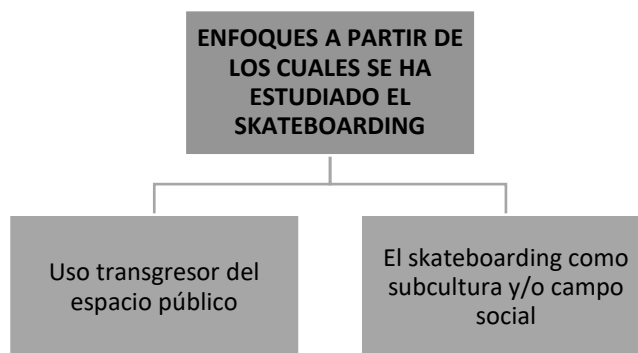 ENFOQUES A PARTIR DE
LOS CUALES SE HA
ESTUDIADO EL
SKATEBOARDING
Uso transgresor del
espacio público
El skateboarding como
subcultura y/o campo
social